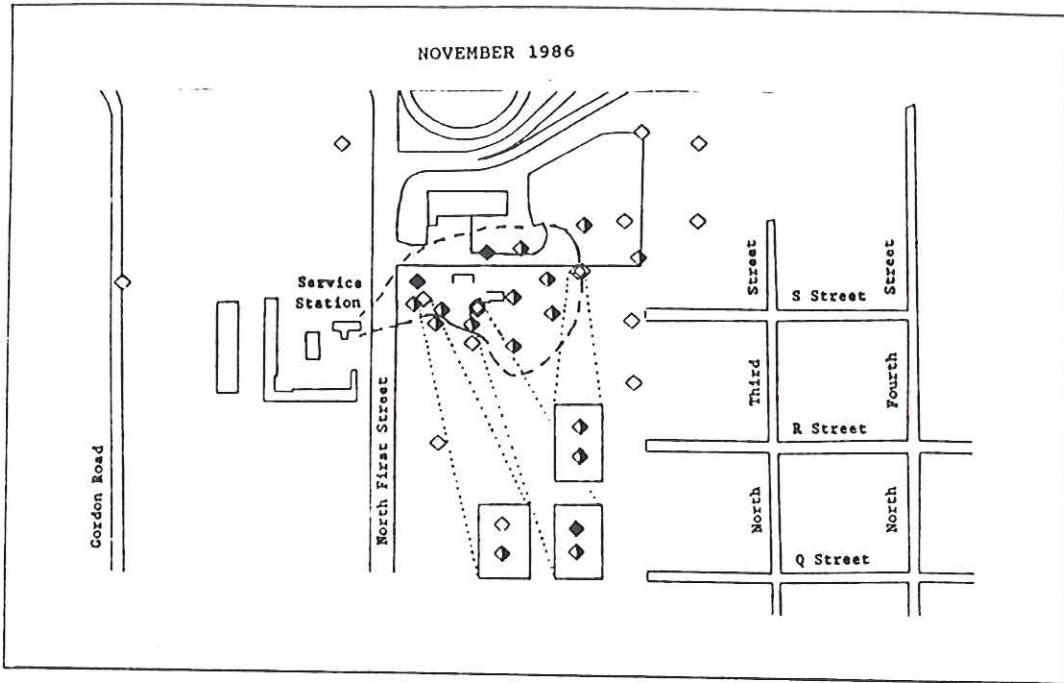 NOVEMBER 1986
Service
Station
Gordon Road
North First Street
Third
Street
North
Fourth
Street
North
S Street
R Street
Q Street